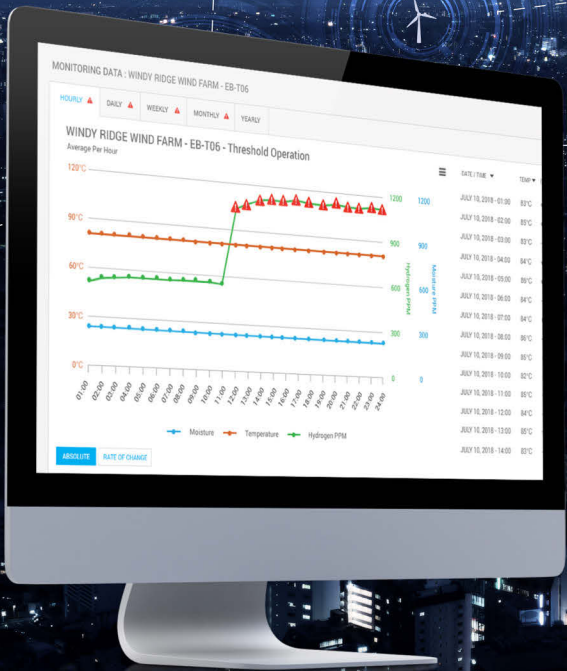 MONITORING DATA : WINDY RIDGE WIND FARM - EB-T06
HOURLY DAILY WEEKLY MONTHLY YEARLY
WINDY RIDGE WIND FARM - EB-T06 - Threshold Operation
Average Per Hour
120°C
90°C
60°C
30°C
0°C
1200
900
600
300
0
Hydrogen PPM
1200
900
600
300
0
Moisture PPM
01:00 02:00 03:00 04:00 05:00 06:00 07:00 08:00 09:00 10:00 11:00 12:00 13:00 14:00 15:00 16:00 17:00 18:00 19:00 20:00 21:00 22:00 23:00 24:00
Moisture Temperature Hydrogen PPM
ABSOLUTE RATE OF CHANGE
DATE / TIME TEMP
JULY 10, 2018 - 01:00 83°C
JULY 10, 2018 - 02:00 85°C
JULY 10, 2018 - 03:00 83°C
JULY 10, 2018 - 04:00 84°C
JULY 10, 2018 - 05:00 86°C
JULY 10, 2018 - 06:00 84°C
JULY 10, 2018 - 07:00 84°C
JULY 10, 2018 - 08:00 86°C
JULY 10, 2018 - 09:00 85°C
JULY 10, 2018 - 10:00 82°C
JULY 10, 2018 - 11:00 85°C
JULY 10, 2018 - 12:00 84°C
JULY 10, 2018 - 13:00 85°C
JULY 10, 2018 - 14:00 83°C